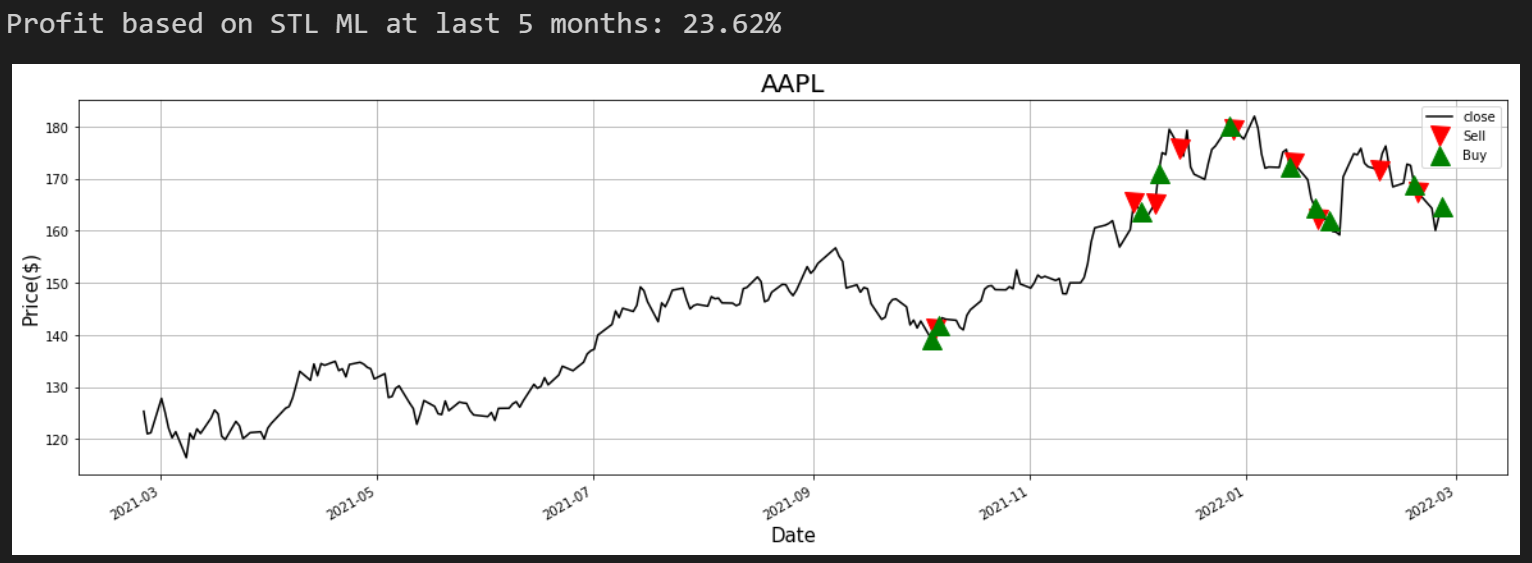 Profit based on STL ML at last 5 months: 23.62%
AAPL
close
Sell
Buy
Price($)
180
170
160
150
140
130
120
2021-03
2021-05
2021-07
2021-09
2021-11
2022-01
2022-03
Date